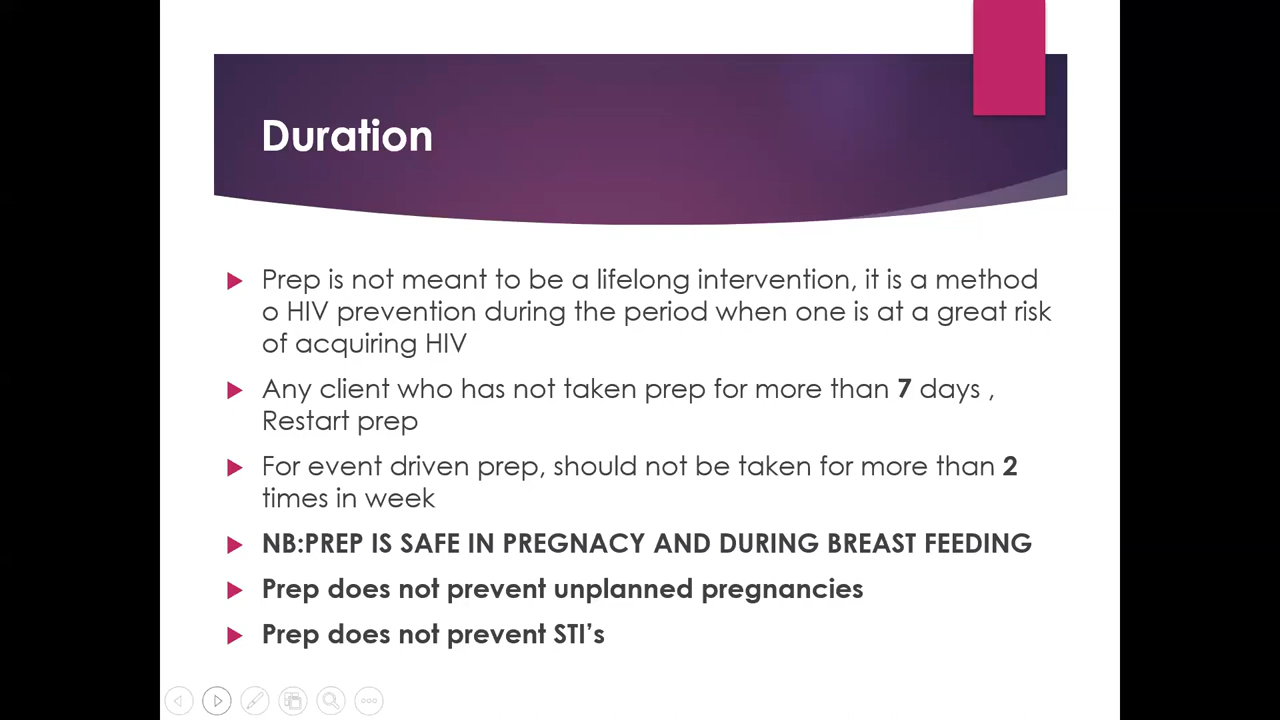 Duration
Prep is not meant to be a lifelong intervention, it is a method
o HIV prevention during the period when one is at a great risk
of acquiring HIV
Any client who has not taken prep for more than 7 days ,
Restart prep
For event driven prep, should not be taken for more than 2
times in week
NB:PREP IS SAFE IN PREGNACY AND DURING BREAST FEEDING
Prep does not prevent unplanned pregnancies
Prep does not prevent STI’s